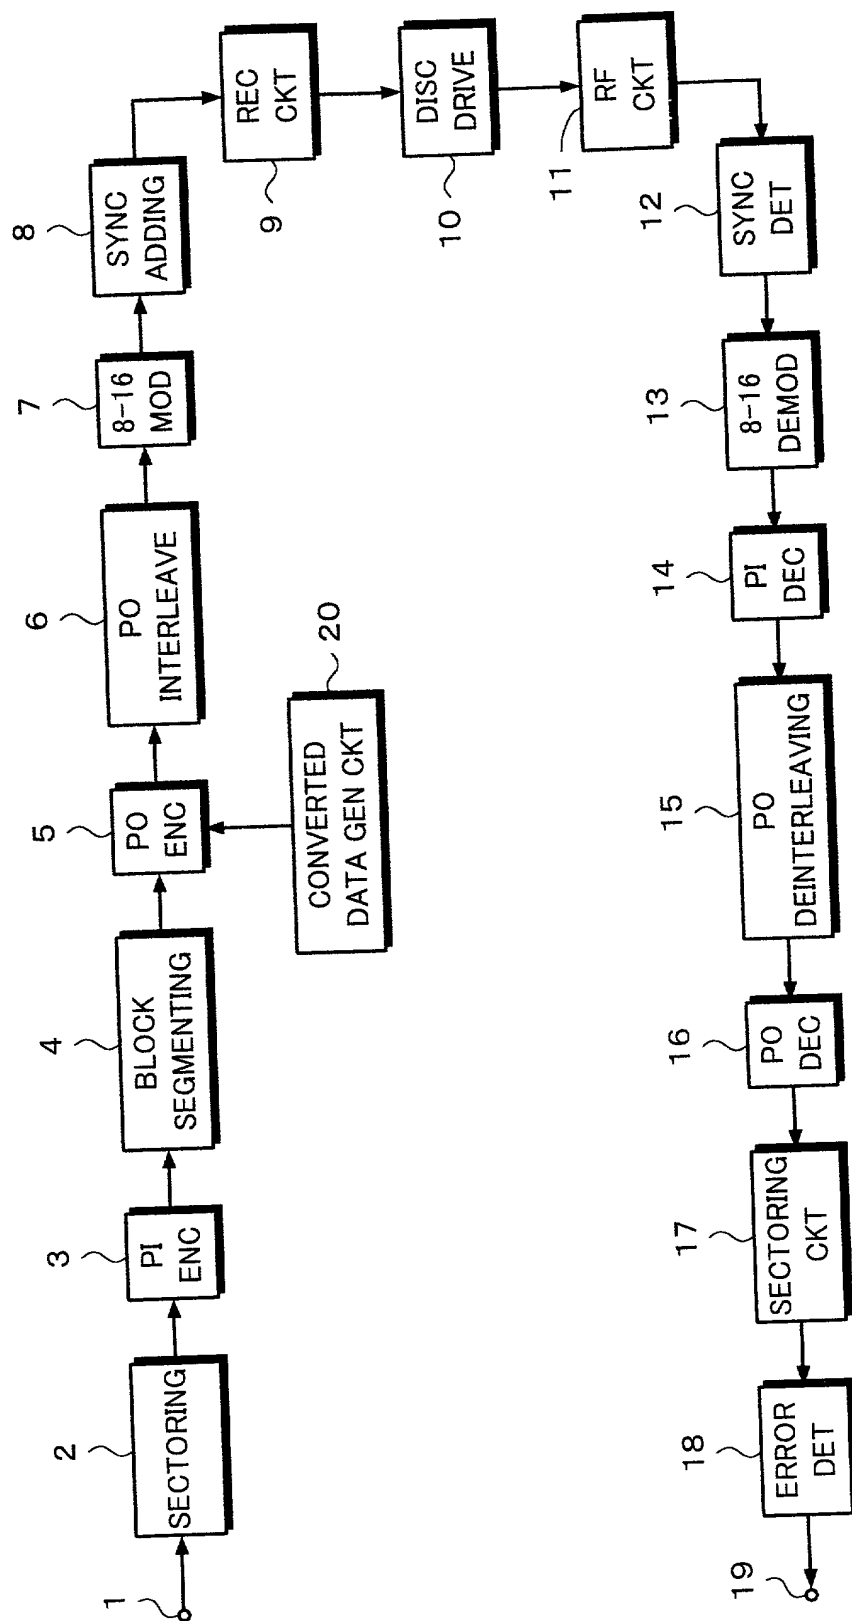 1
2
SECTORING
3
PI
ENC
4
BLOCK
SEGMENTING
5
PO
ENC
20
CONVERTED
DATA GEN CKT
6
PO
INTERLEAVE
7
8-16
MOD
8
SYNC
ADDING
9
REC
CKT
10
DISC
DRIVE
11
RF
CKT
12
SYNC
DET
13
8-16
DEMOD
14
PI
DEC
15
PO
DEINTERLEAVING
16
PO
DEC
17
SECTORING
CKT
18
ERROR
DET
19